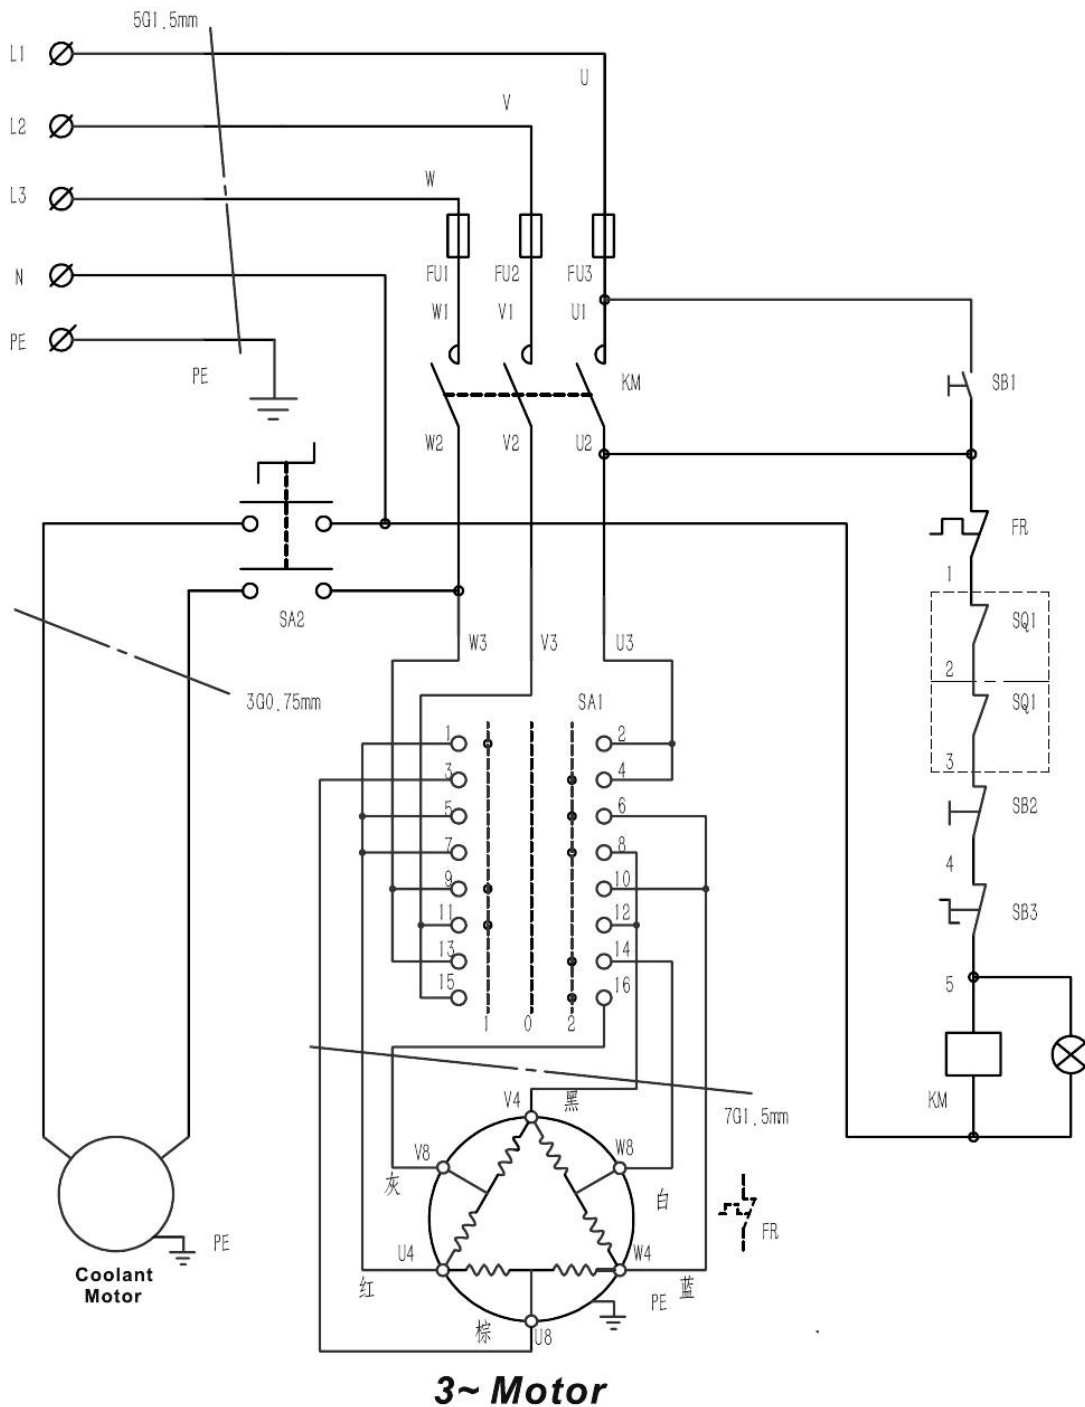 5G1.5mm
L1
U
V
L2
W
L3
N
FU1 FU2 FU3
W1 V1 U1
PE
PE
KM
SB1
W2 V2 U2
FR
SA2
1
SQ1
W3 V3 U3
2
3G0.75mm
SA1
SQ1
1 2
3 4
3
5 6
SB2
7 8
4
9 10
11 12
SB3
13 14
15 16
5
1 0 2
KM
V4 黑
7G1.5mm
V8 W8
灰 白
FR
U4 W4
PE
红 PE 蓝
Coolant
Motor
棕 U8
3~ Motor